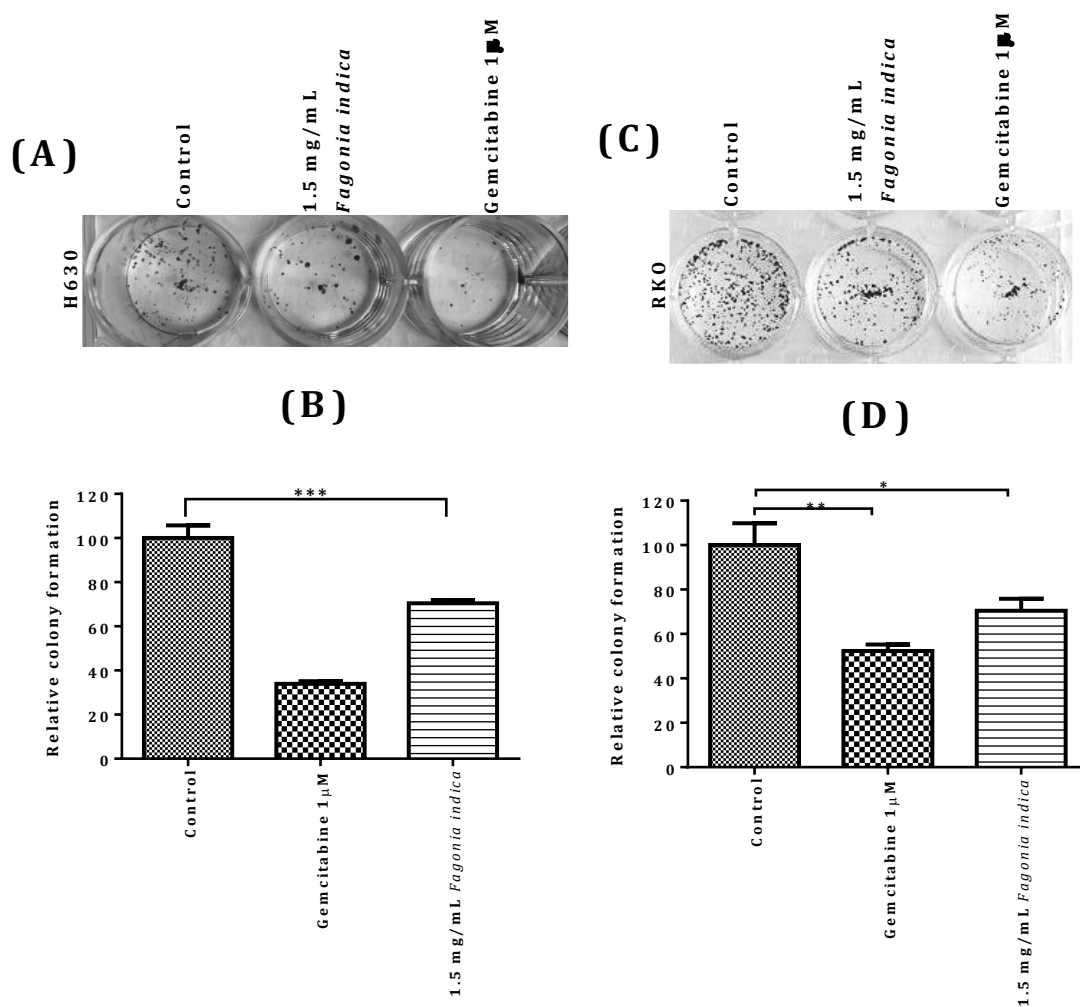 (A)
Control
1.5 mg/mL
Fagonia indica
Gemcitabine 1µM
H630
(C)
Control
1.5 mg/mL
Fagonia indica
Gemcitabine 1µM
RKO
(B)
Relative colony formation
120
100
80
60
40
20
0
***
Control
Gemcitabine 1µM
1.5 mg/mL Fagonia indica
(D)
Relative colony formation
120
100
80
60
40
20
0
*
**
Control
Gemcitabine 1µM
1.5 mg/mL Fagonia indica